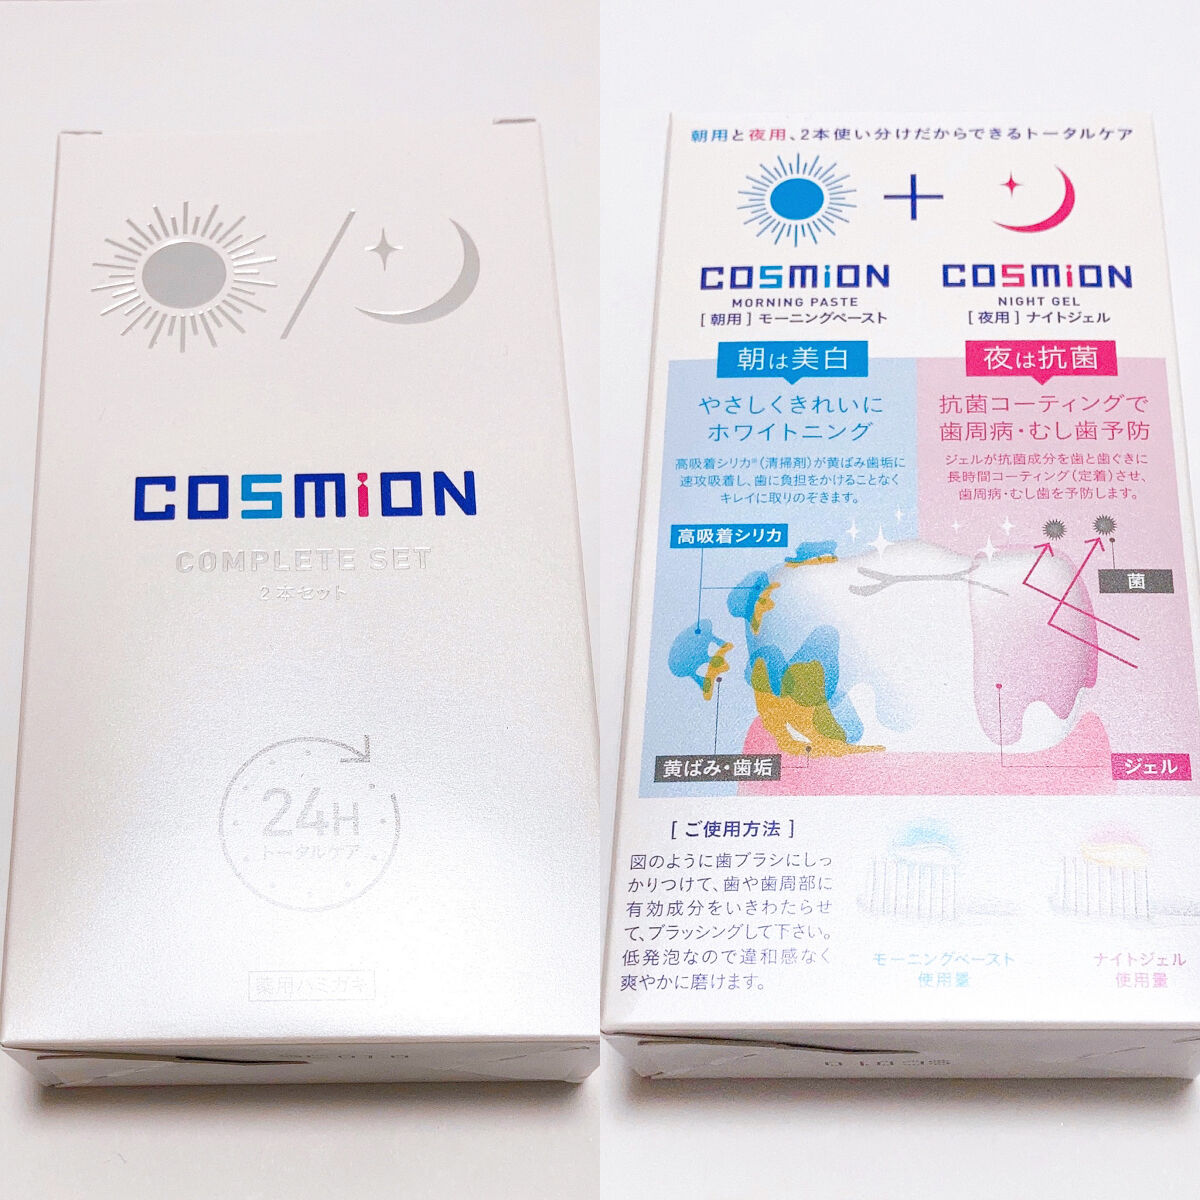 COSMiON
COMPLETE SET
2本セット
24H
トータルケア
薬用ハミガキ
朝用と夜用、2本使い分けだからできるトータルケア
COSMiON
MORNING PASTE
[朝用] モーニングペースト
COSMiON
NIGHT GEL
[夜用] ナイトジェル
朝は美白
やさしくきれいに
ホワイトニング
高吸着シリカ※(清掃剤)が黄ばみ歯垢に
速攻吸着し、歯に負担をかけることなく
キレイに取りのぞきます。
夜は抗菌
抗菌コーティングで
歯周病・むし歯予防
ジェルが抗菌成分を歯と歯ぐきに
長時間コーティング(定着)させ、
歯周病・むし歯を予防します。
高吸着シリカ
菌
黄ばみ・歯垢
ジェル
[ご使用方法]
図のように歯ブラシにしっ
かりつけて、歯や歯周部に
有効成分をいきわたらせ
て、ブラッシングして下さい。
低発泡なので違和感なく
爽やかに磨けます。
モーニングペースト
使用量
ナイトジェル
使用量